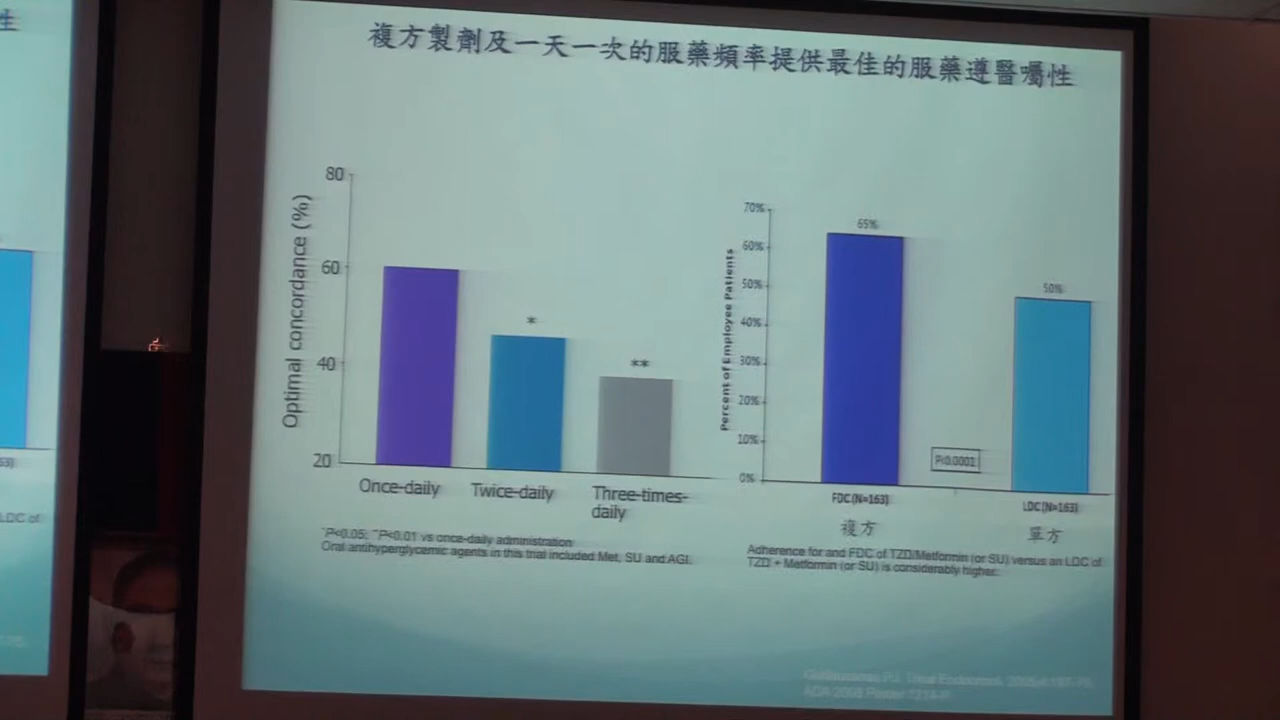 性
複方製劑及一天一次的服藥頻率提供最佳的服藥遵醫囑性
Optimal concordance (%)
80
60
40
20
*
**
Once-daily
Twice-daily
Three-times-
daily
*P<0.05; **P<0.01 vs once-daily administration
Oral antihyperglycemic agents in this trial included Met, SU and AGI.
Percent of Employee Patients
70%
60%
50%
40%
30%
20%
10%
0%
65%
50%
P<0.0001
FDC (N=163)
LDC (N=163)
複方
單方
Adherence for and FDC of TZD/Metformin (or SU) versus an LDC of
TZD + Metformin (or SU) is considerably higher.
63)
LDC of